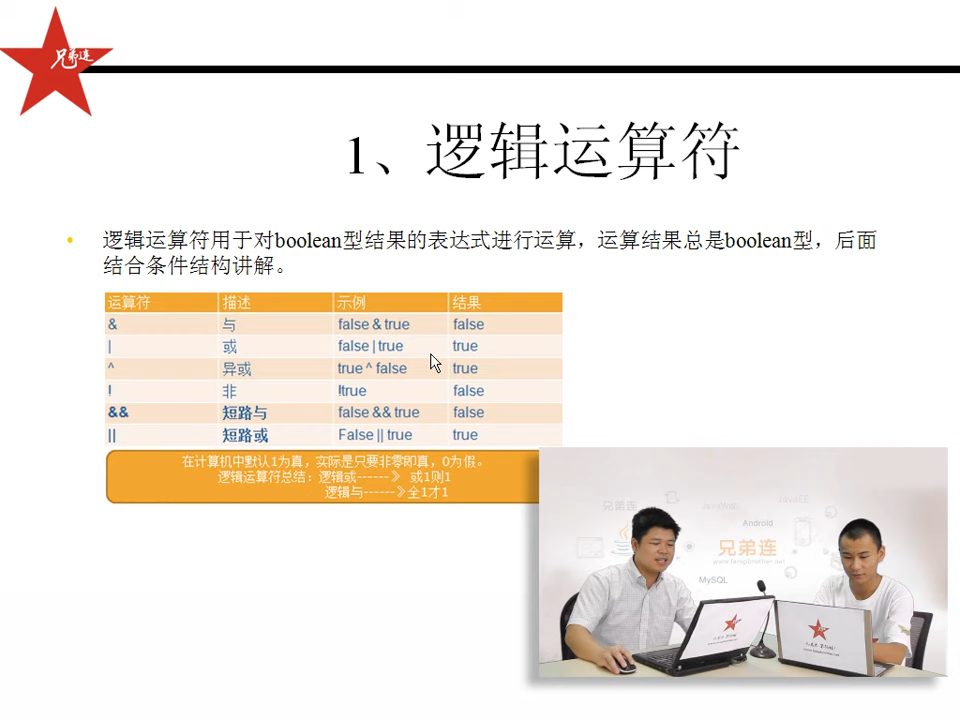 兄弟连
1、逻辑运算符
逻辑运算符用于对boolean型结果的表达式进行运算，运算结果总是boolean型，后面
结合条件结构讲解。
运算符 描述 示例 结果
& 与 false & true false
| 或 false | true true
^ 异或 true ^ false true
! 非 !true false
&& 短路与 false && true false
|| 短路或 False || true true
在计算机中默认1为真，实际是只要非零即真，0为假。
逻辑运算符总结：逻辑或------》 或1则1
逻辑与------》全1才1
兄弟连
JavaEE
Android
兄弟连
www.lampbrother.net
MySQL